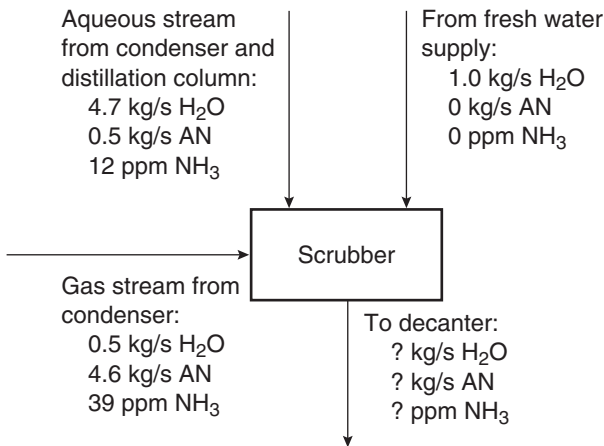 Aqueous stream
from condenser and
distillation column:
4.7 kg/s H₂O
0.5 kg/s AN
12 ppm NH₃
From fresh water
supply:
1.0 kg/s H₂O
0 kg/s AN
0 ppm NH₃
Scrubber
Gas stream from
condenser:
0.5 kg/s H₂O
4.6 kg/s AN
39 ppm NH₃
To decanter:
? kg/s H₂O
? kg/s AN
? ppm NH₃